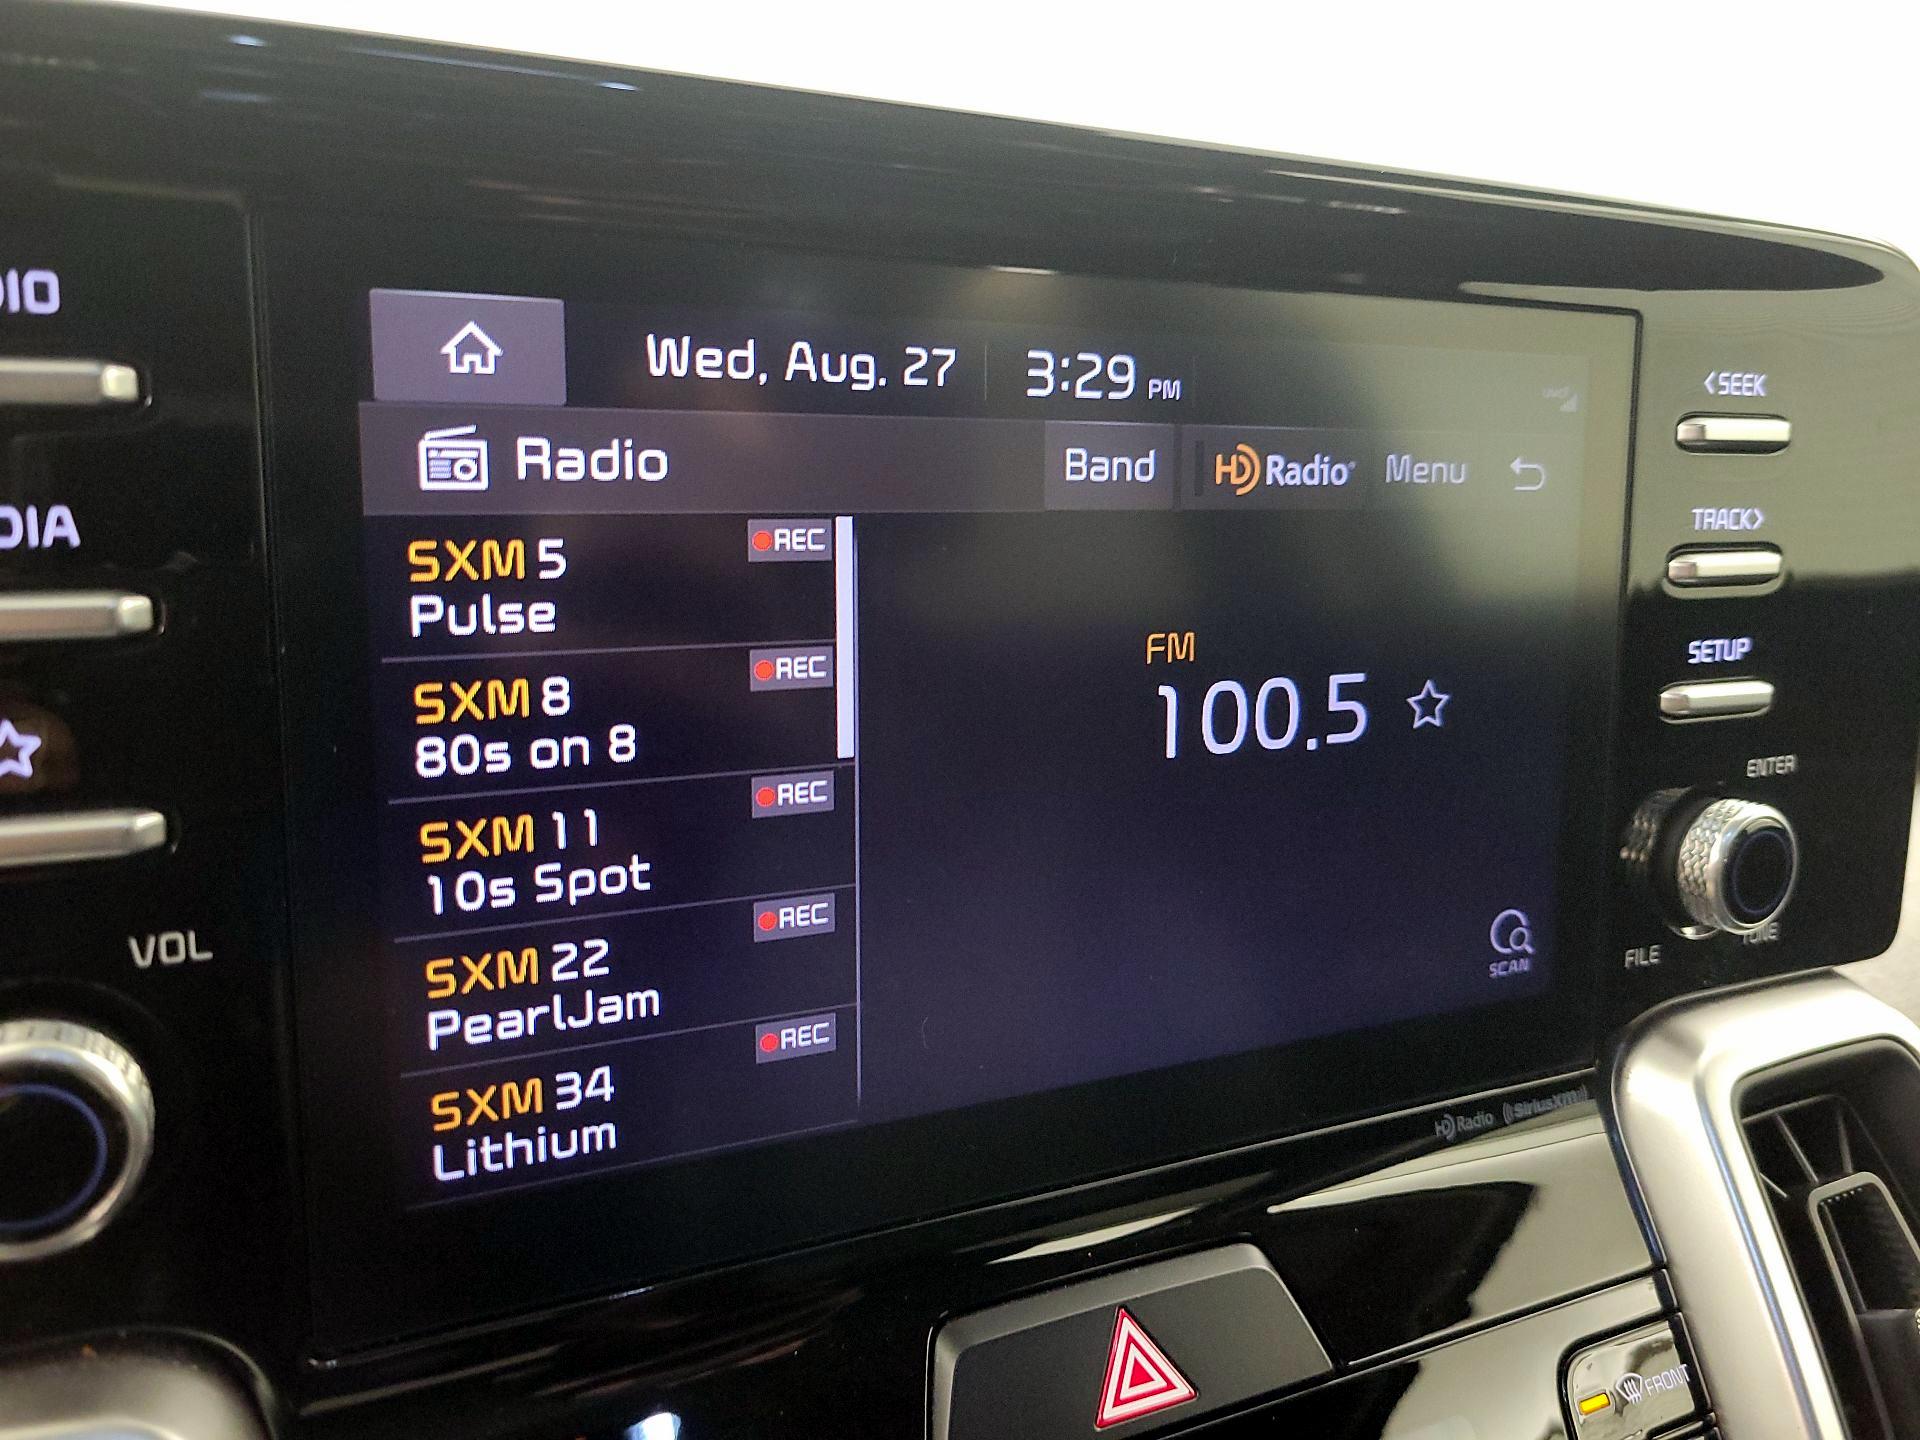 DIO
DIA
VOL
Wed, Aug. 27
3:29 PM
Radio
Band
HD Radio
Menu
SXM 5
REC
Pulse
SXM 8
REC
80s on 8
SXM 11
REC
10s Spot
SXM 22
REC
PearlJam
SXM 34
REC
Lithium
FM
100.5
SCAN
<SEEK
TRACK>
SETUP
ENTER
FILE
TUNE
HD Radio
SiriusXM
FRONT